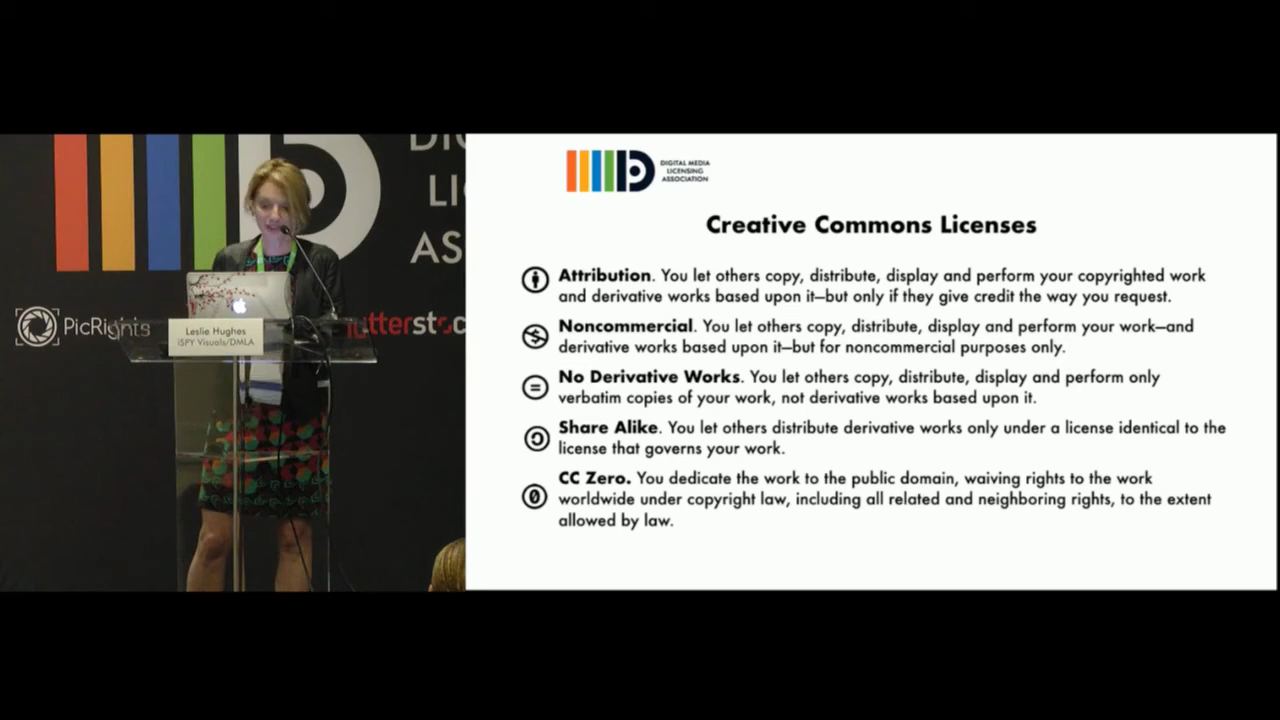 DIGITAL MEDIA
LICENSING
ASSOCIATION
Creative Commons Licenses
Attribution. You let others copy, distribute, display and perform your copyrighted work
and derivative works based upon it—but only if they give credit the way you request.
Noncommercial. You let others copy, distribute, display and perform your work—and
derivative works based upon it—but for noncommercial purposes only.
No Derivative Works. You let others copy, distribute, display and perform only
verbatim copies of your work, not derivative works based upon it.
Share Alike. You let others distribute derivative works only under a license identical to the
license that governs your work.
CC Zero. You dedicate the work to the public domain, waiving rights to the work
worldwide under copyright law, including all related and neighboring rights, to the extent
allowed by law.
PicRights
Leslie Hughes
iSPY Visuals/DMLA